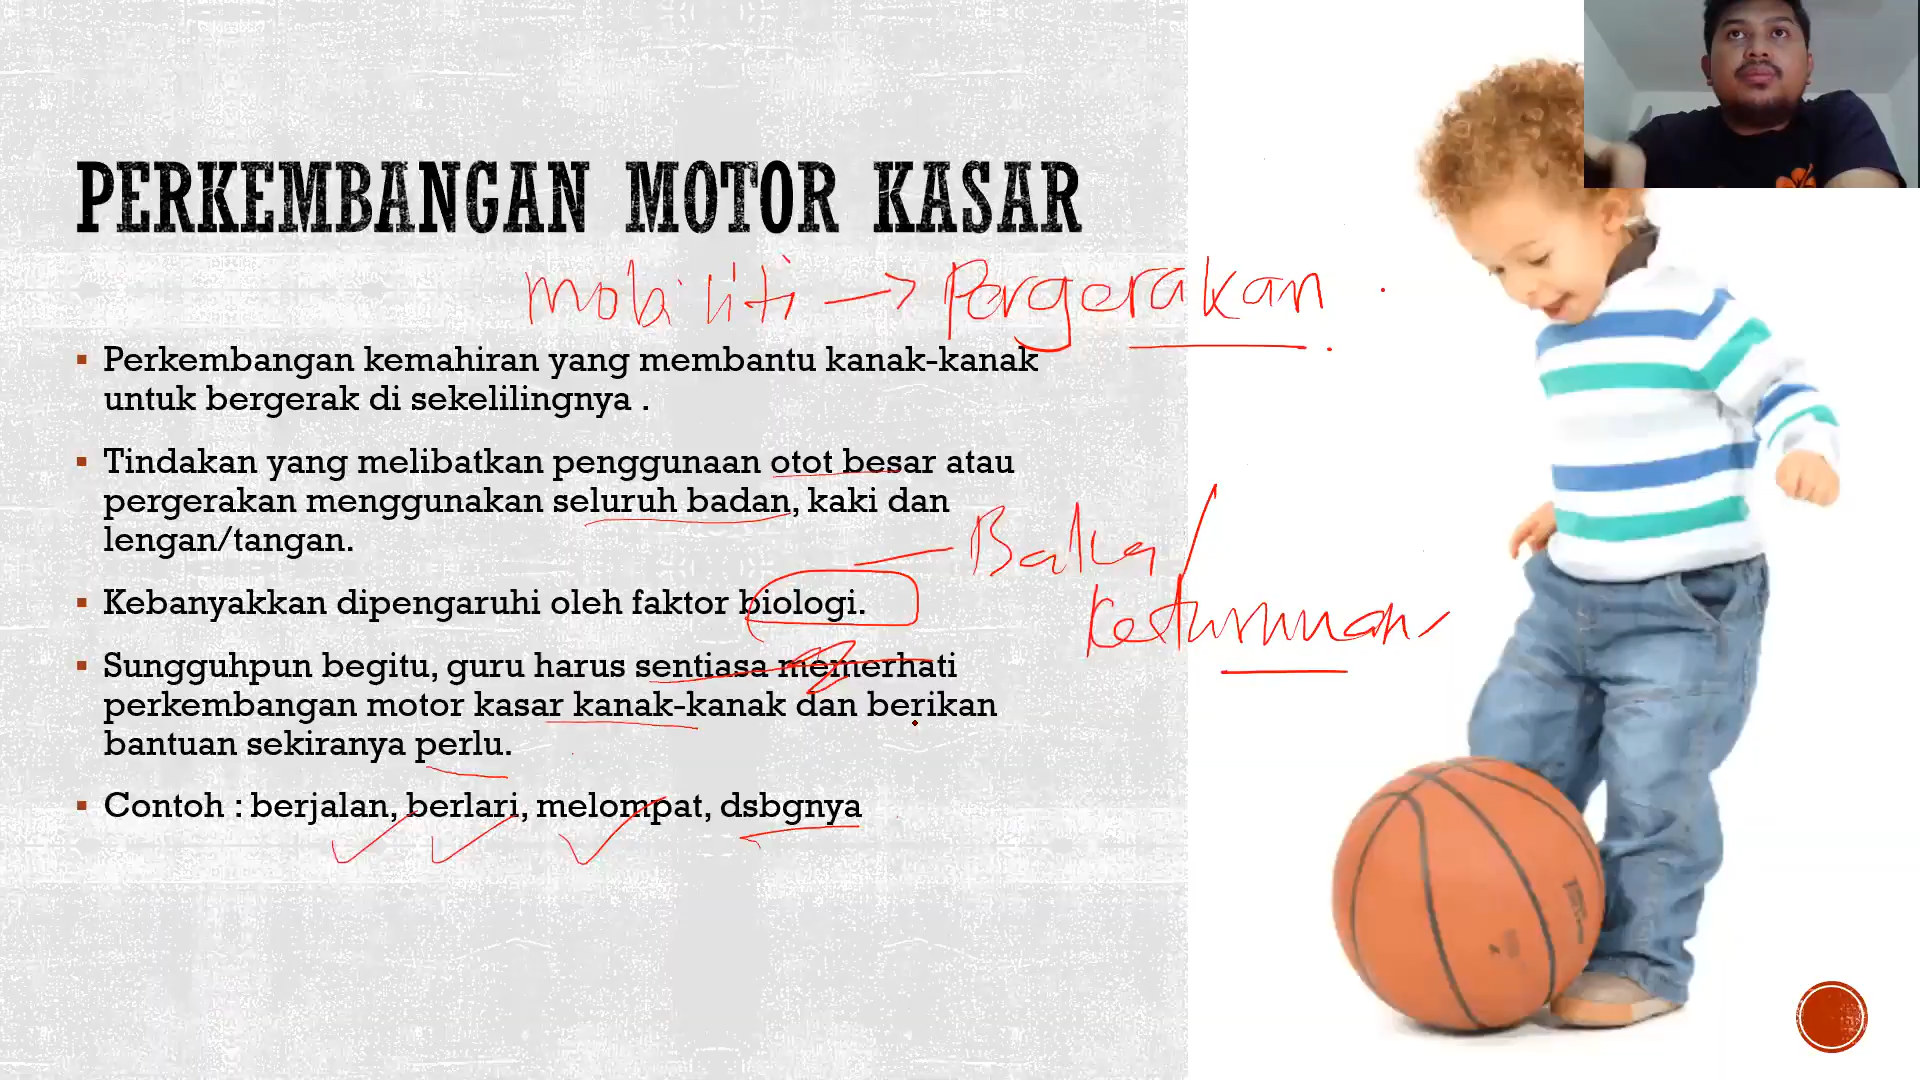 PERKEMBANGAN MOTOR KASAR
mobiliti → Pergerakan
Perkembangan kemahiran yang membantu kanak-kanak
untuk bergerak di sekelilingnya .
Tindakan yang melibatkan penggunaan otot besar atau
pergerakan menggunakan seluruh badan, kaki dan
lengan/tangan.
Baka/
Keturunan
Kebanyakkan dipengaruhi oleh faktor biologi.
Sungguhpun begitu, guru harus sentiasa memerhati
perkembangan motor kasar kanak-kanak dan berikan
bantuan sekiranya perlu.
Contoh : berjalan, berlari, melompat, dsbgnya